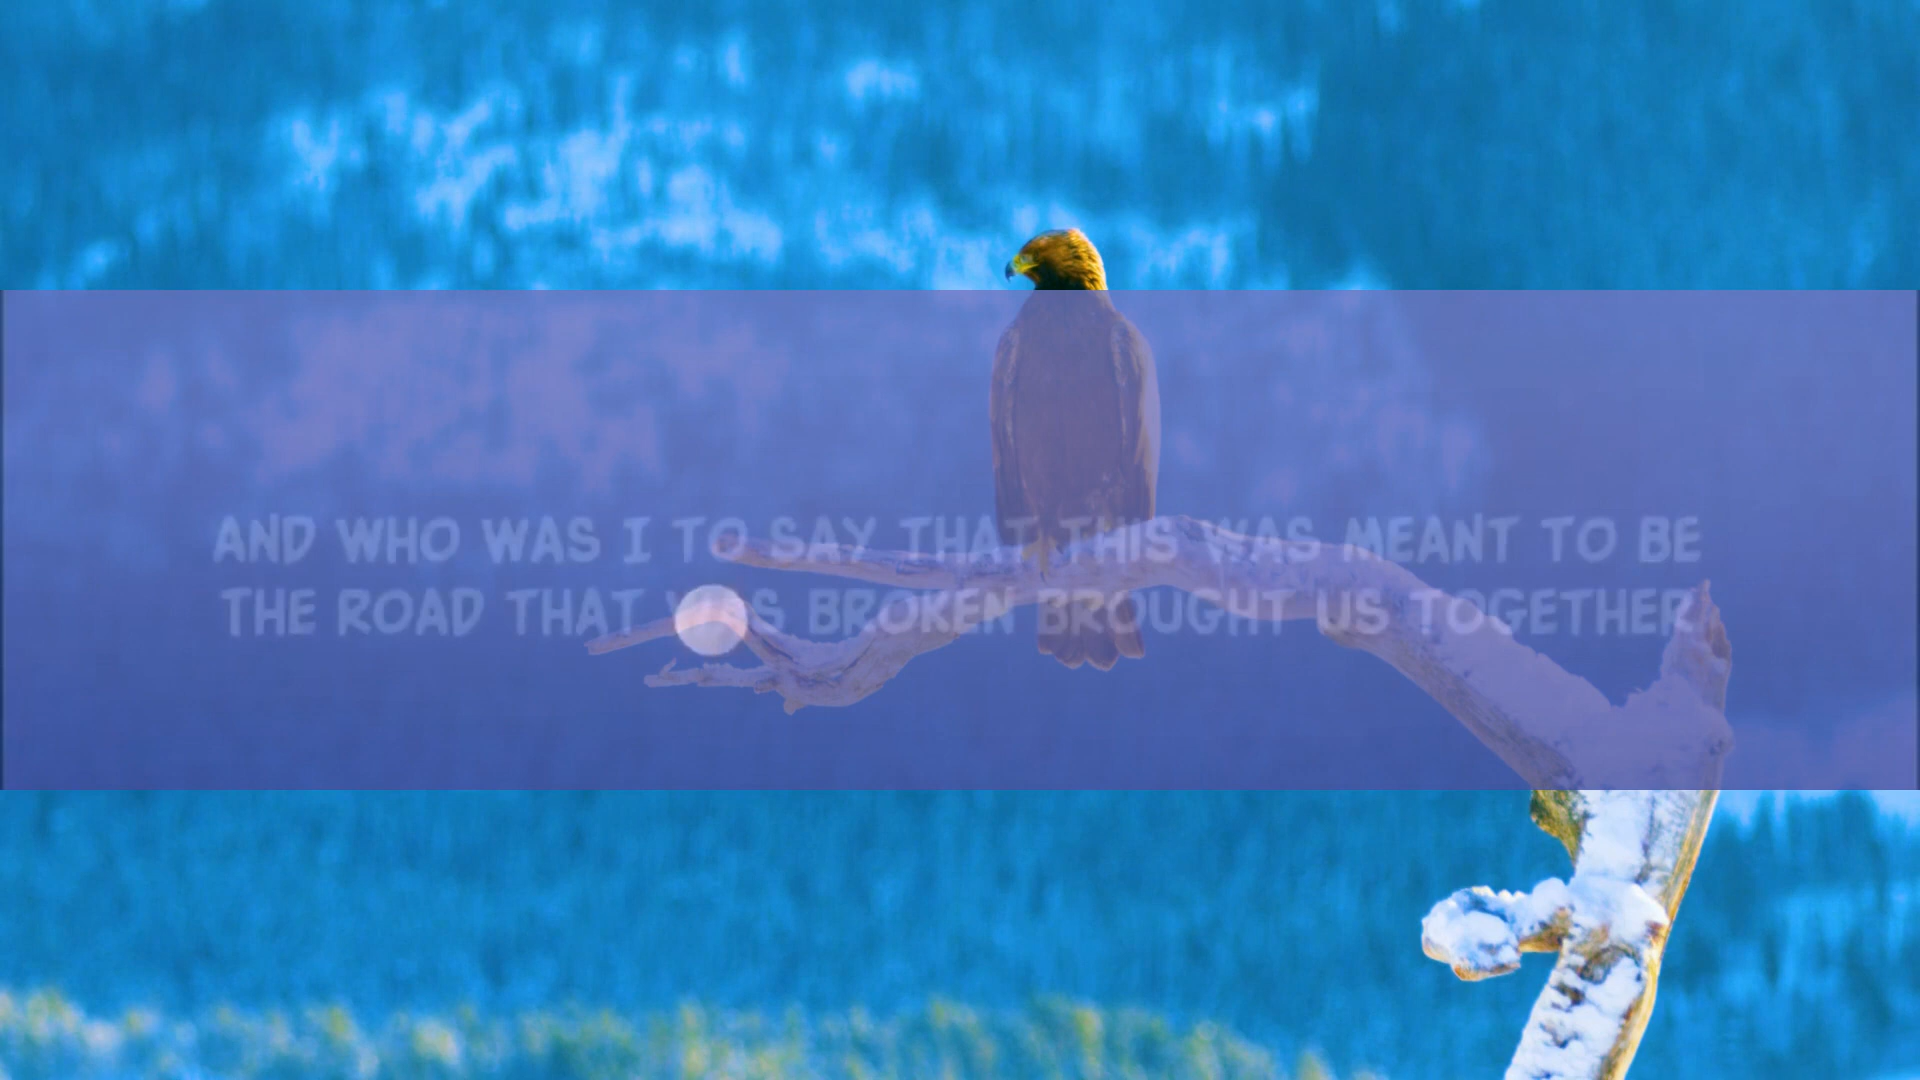 AND WHO WAS I TO SAY THAT THIS WAS MEANT TO BE
THE ROAD THAT WAS BROKEN BROUGHT US TOGETHER